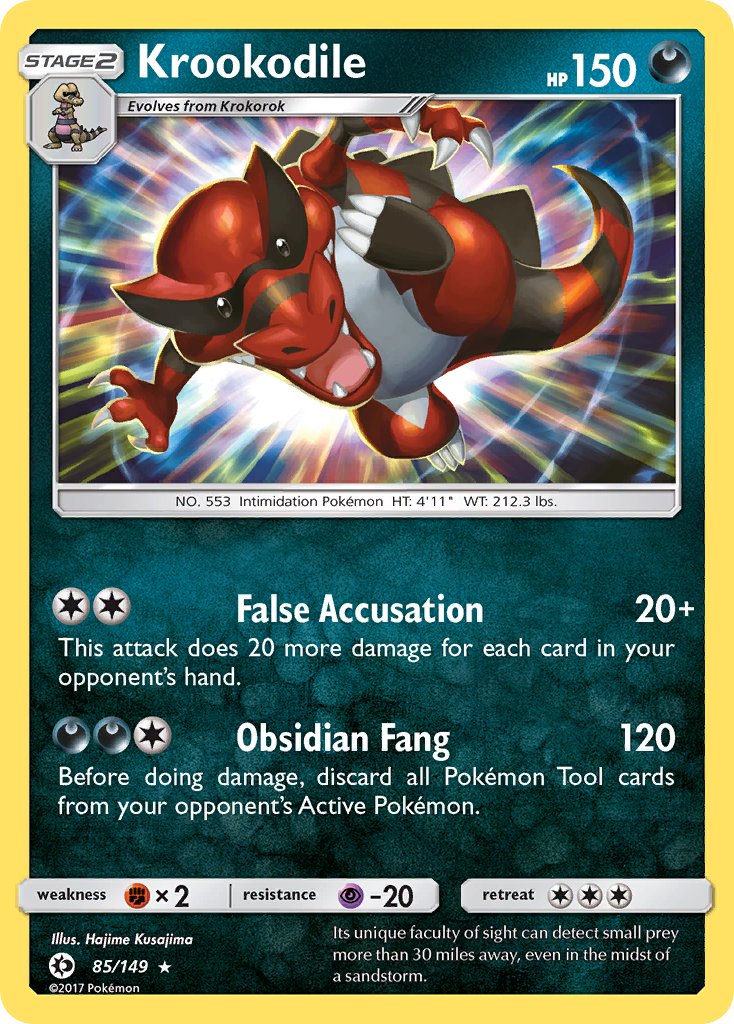 STAGE2 Krookodile HP 150
Evolves from Krokorok
NO. 553 Intimidation Pokémon HT: 4'11" WT: 212.3 lbs.
False Accusation 20+
This attack does 20 more damage for each card in your
opponent's hand.
Obsidian Fang 120
Before doing damage, discard all Pokémon Tool cards
from your opponent's Active Pokémon.
weakness × 2 resistance -20 retreat
Illus. Hajime Kusajima
85/149 ★
©2017 Pokémon
Its unique faculty of sight can detect small prey
more than 30 miles away, even in the midst of
a sandstorm.